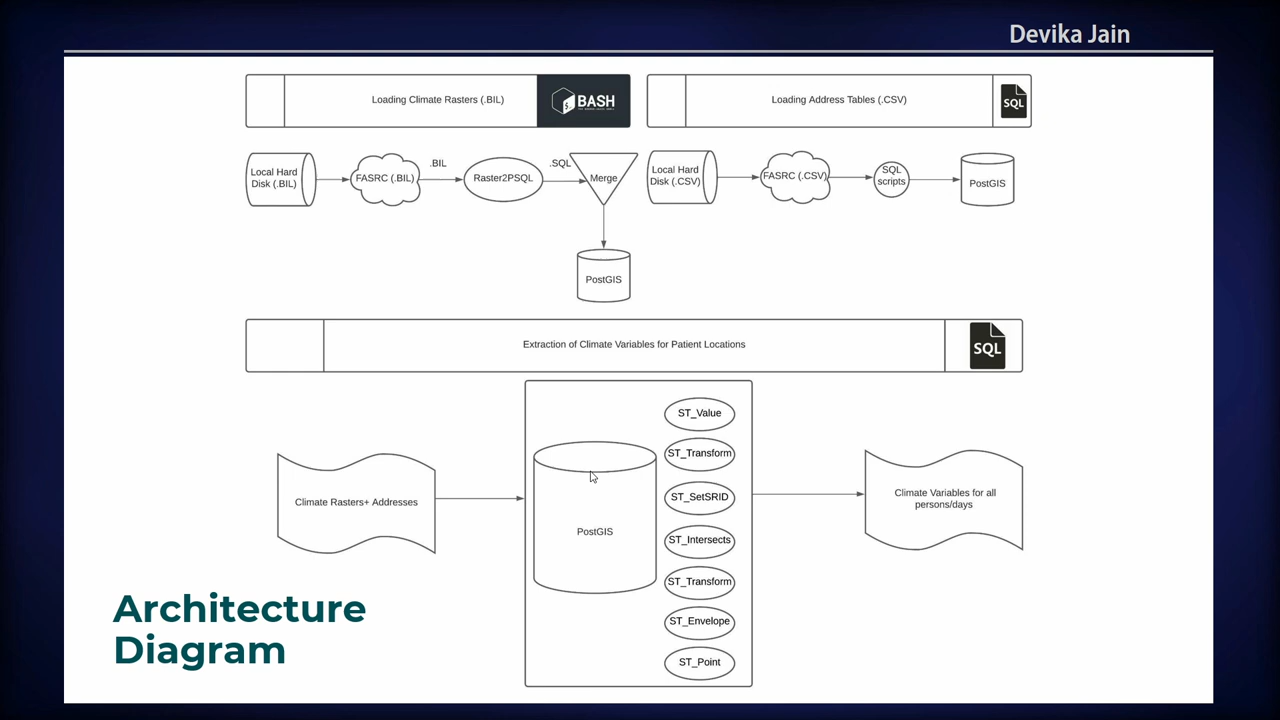 Devika Jain
Loading Climate Rasters (.BIL)
BASH
Loading Address Tables (.CSV)
SQL
Local Hard
Disk (.BIL)
FASRC (.BIL)
.BIL
Raster2PSQL
.SQL
Merge
PostGIS
Local Hard
Disk (.CSV)
FASRC (.CSV)
SQL
scripts
PostGIS
Extraction of Climate Variables for Patient Locations
SQL
Climate Rasters+ Addresses
PostGIS
ST_Value
ST_Transform
ST_SetSRID
ST_Intersects
ST_Transform
ST_Envelope
ST_Point
Climate Variables for all
persons/days
Architecture
Diagram